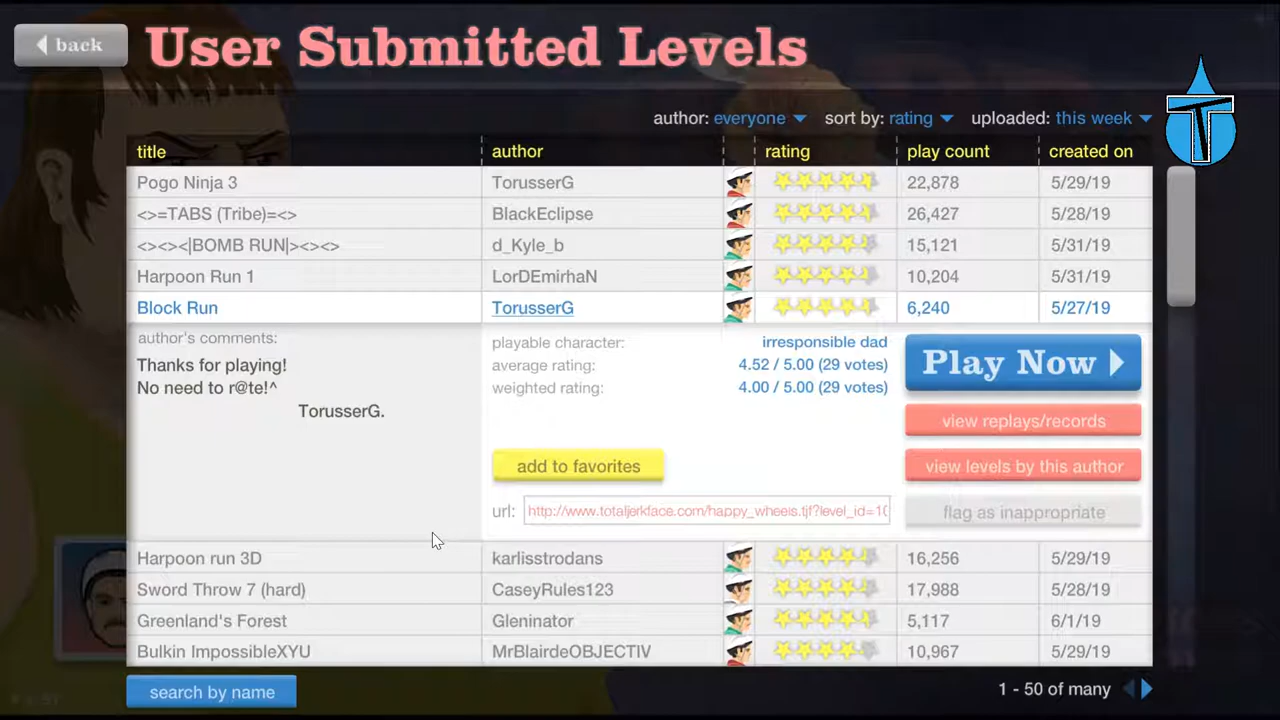 back
User Submitted Levels
author: everyone sort by: rating uploaded: this week
T
title author rating play count created on
Pogo Ninja 3 TorusserG 22,878 5/29/19
<>=TABS (Tribe)=<> BlackEclipse 26,427 5/28/19
<><><|BOMB RUN|><><> d_Kyle_b 15,121 5/31/19
Harpoon Run 1 LorDEmirhaN 10,204 5/31/19
Block Run TorusserG 6,240 5/27/19
author's comments:
Thanks for playing!
No need to r@te!^
TorusserG.
playable character: irresponsible dad
average rating: 4.52 / 5.00 (29 votes)
weighted rating: 4.00 / 5.00 (29 votes)
add to favorites
url: http://www.totaljerkface.com/happy_wheels.tjf?level_id=1(
Play Now
view replays/records
view levels by this author
flag as inappropriate
Harpoon run 3D karlisstrodans 16,256 5/29/19
Sword Throw 7 (hard) CaseyRules123 17,988 5/28/19
Greenland's Forest Gleninator 5,117 6/1/19
Bulkin ImpossibleXYU MrBlairdeOBJECTIV 10,967 5/29/19
search by name
1 - 50 of many